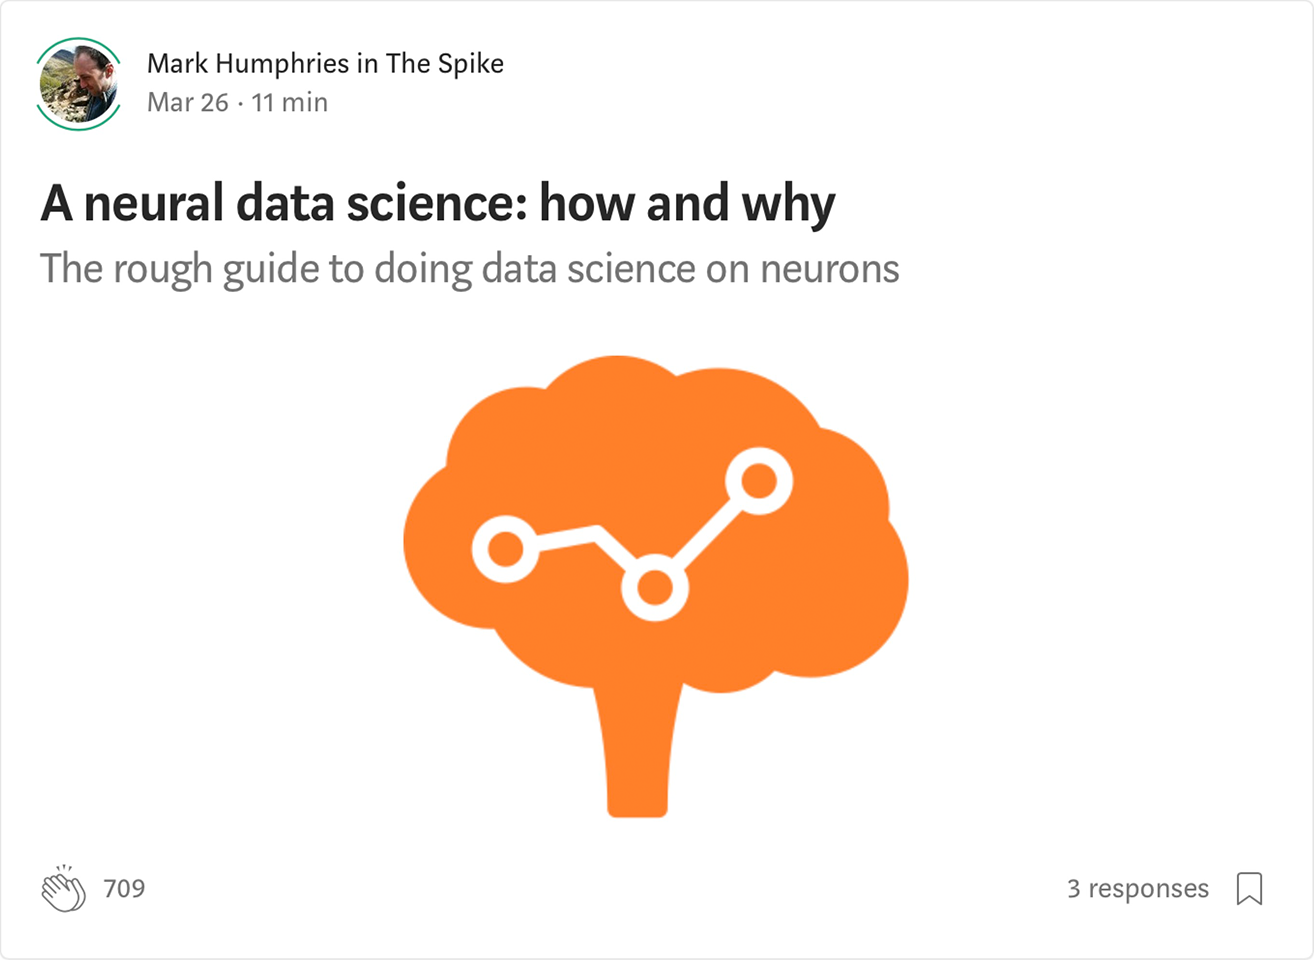 Mark Humphries in The Spike
Mar 26 · 11 min
A neural data science: how and why
The rough guide to doing data science on neurons
709
3 responses